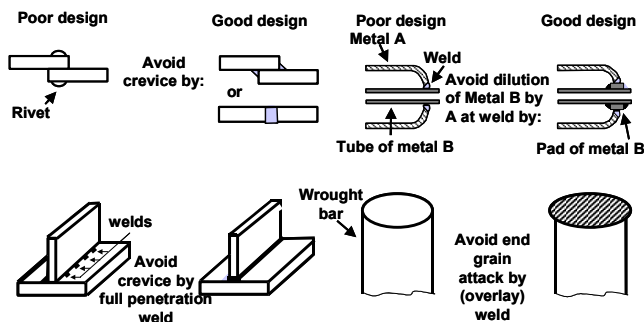 Poor design
Good design
Poor design
Good design
Metal A
Weld
Avoid
crevice by:
or
Rivet
Avoid dilution
of Metal B by
A at weld by:
Tube of metal B
Pad of metal B
welds
Avoid
crevice by
full penetration
weld
Wrought
bar
Avoid end
grain
attack by
(overlay)
weld